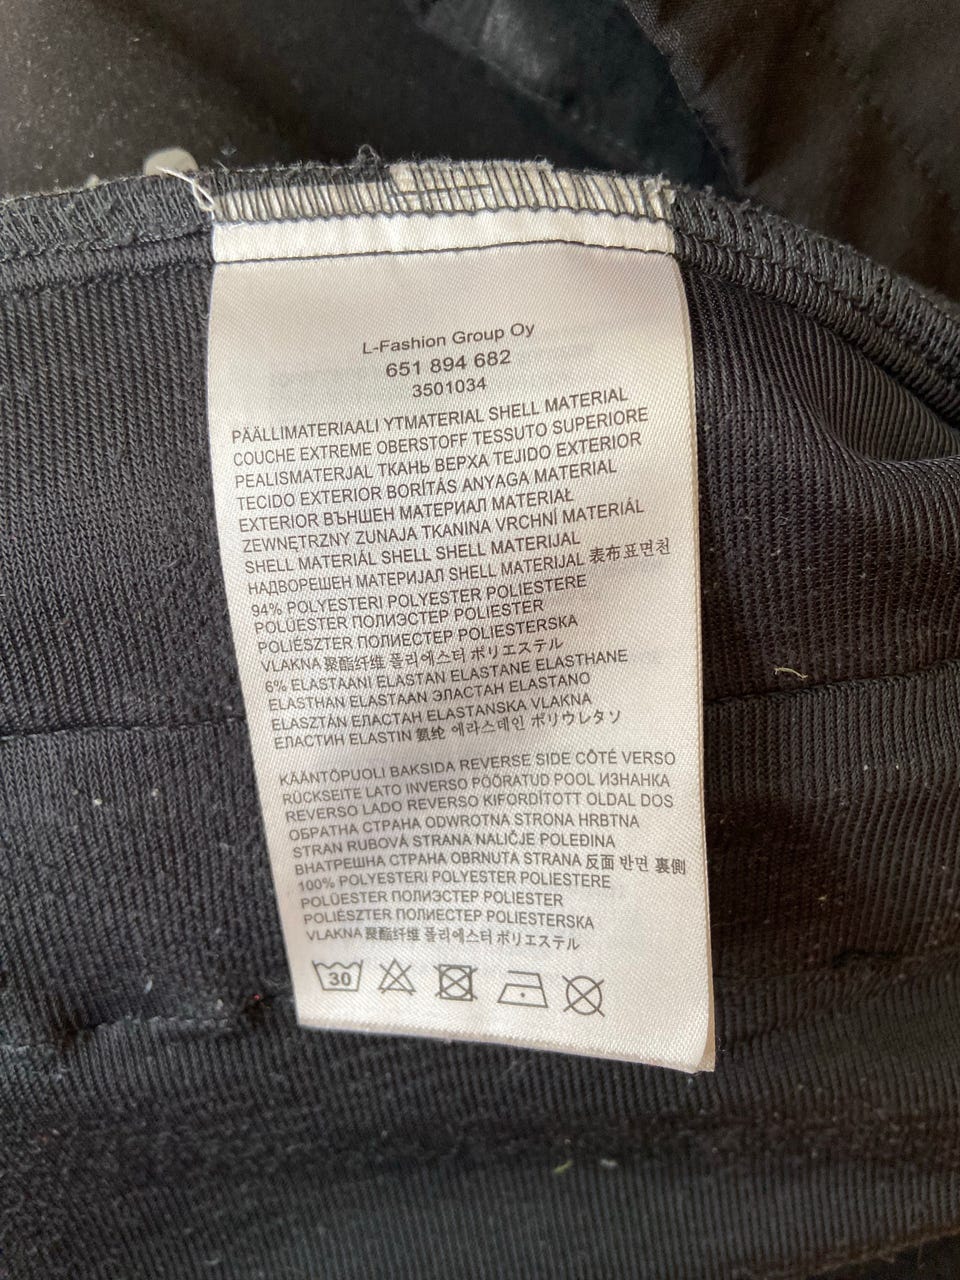 L-Fashion Group Oy
651 894 682
3501034
PÄÄLLIMATERIAALI YTMATERIAL SHELL MATERIAL
COUCHE EXTREME OBERSTOFF TESSUTO SUPERIORE
PEALISMATERJAL ТКАНЬ ВЕРХА TEJIDO EXTERIOR
TECIDO EXTERIOR BORÍTÁS ANYAGA MATERIAL
EXTERIOR ВЪНШЕН МАТЕРИАЛ MATERIAŁ
ZEWNĘTRZNY ZUNAJA TKANINA VRCHNÍ MATERIÁL
SHELL MATERIÁL SHELL SHELL MATERIJAL
НАДВОРЕШЕН МАТЕРИЈАЛ SHELL MATERIJAL 表布 표면천
94% POLYESTERI POLYESTER POLIESTERE
POLÜESTER ПОЛИЭСТЕР POLIESTER
POLIÉSZTER ПОЛИЕСТЕР POLIESTERSKA
VLAKNA 聚酯纤维 폴리에스터 ポリエステル
6% ELASTAANI ELASTAN ELASTANE ELASTHANE
ELASTHAN ELASTAAN ЭЛАСТАН ELASTANO
ELASZTÁN ЕЛАСТАН ELASTANSKA VLAKNA
ЕЛАСТИН ELASTIN 氨纶 에라스데인 ポリウレタソ
KÄÄNTÖPUOLI BAKSIDA REVERSE SIDE CÔTÉ VERSO
RÜCKSEITE LATO INVERSO PÖÖRATUD POOL ИЗНАНКА
REVERSO LADO REVERSO KIFORDÍTOTT OLDAL DOS
ОБРАТНА СТРАНА ODWROTNA STRONA HRBTNA
STRAN RUBOVÁ STRANA NALIČJE POLEĐINA
ВНАТРЕШНА СТРАНА OBRNUTA STRANA 反面 반면 裏側
100% POLYESTERI POLYESTER POLIESTERE
POLÜESTER ПОЛИЭСТЕР POLIESTER
POLIÉSZTER ПОЛИЕСТЕР POLIESTERSKA
VLAKNA 聚酯纤维 폴리에스터 ポリエステル
30